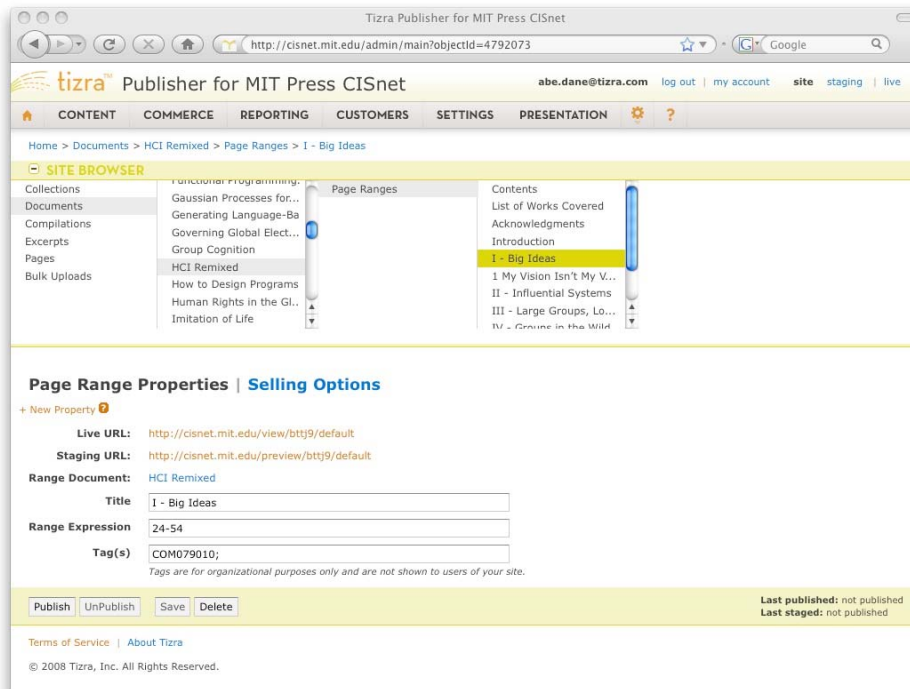 Tizra Publisher for MIT Press CISnet
http://cisnet.mit.edu/admin/main?objectId=4792073
Google
tizra™ Publisher for MIT Press CISnet
abe.dane@tizra.com log out | my account site staging | live
CONTENT COMMERCE REPORTING CUSTOMERS SETTINGS PRESENTATION ?
Home > Documents > HCI Remixed > Page Ranges > I - Big Ideas
SITE BROWSER
Collections
Documents
Compilations
Excerpts
Pages
Bulk Uploads
Functional Programming.
Gaussian Processes for...
Generating Language-Ba
Governing Global Elect...
Group Cognition
HCI Remixed
How to Design Programs
Human Rights in the Gl..
Imitation of Life
Page Ranges
Contents
List of Works Covered
Acknowledgments
Introduction
I - Big Ideas
1 My Vision Isn't My V...
II - Influential Systems
III - Large Groups, Lo...
IV - Groups in the Wild
Page Range Properties | Selling Options
+ New Property ?
Live URL: http://cisnet.mit.edu/view/bttj9/default
Staging URL: http://cisnet.mit.edu/preview/bttj9/default
Range Document: HCI Remixed
Title I - Big Ideas
Range Expression 24-54
Tag(s) COM079010;
Tags are for organizational purposes only and are not shown to users of your site.
Publish UnPublish Save Delete
Last published: not published
Last staged: not published
Terms of Service | About Tizra
© 2008 Tizra, Inc. All Rights Reserved.